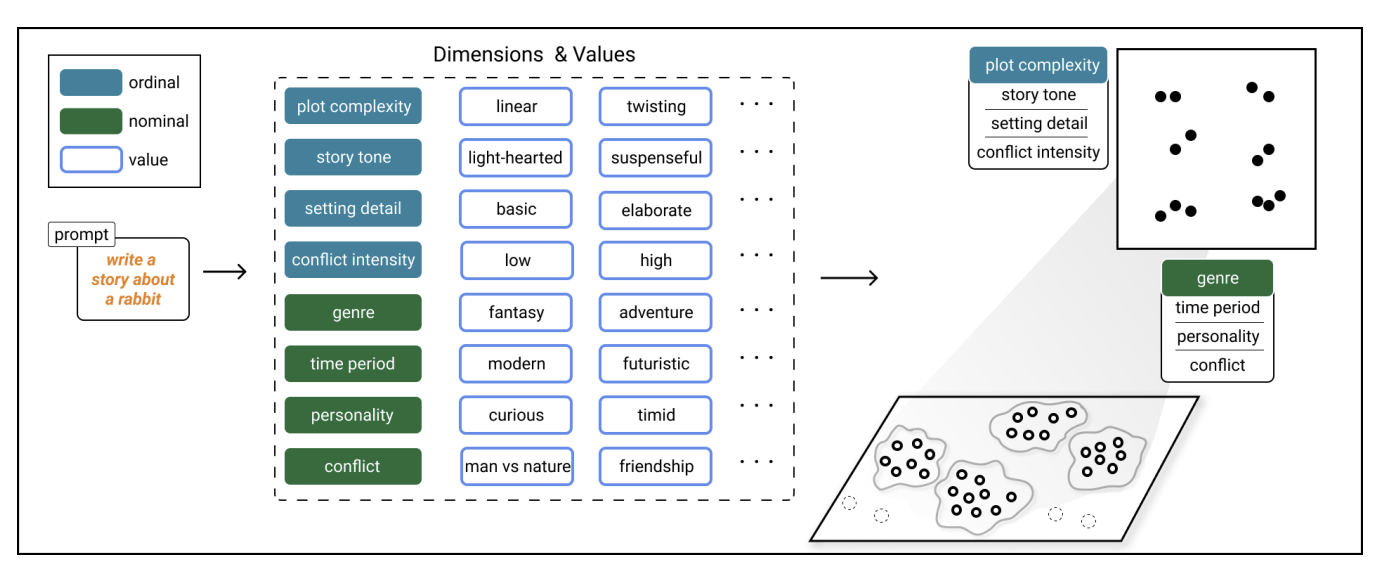 Dimensions & Values
ordinal
nominal
value
prompt
write a
story about
a rabbit
plot complexity linear twisting . . .
story tone light-hearted suspenseful . . .
setting detail basic elaborate . . .
conflict intensity low high . . .
genre fantasy adventure . . .
time period modern futuristic . . .
personality curious timid . . .
conflict man vs nature friendship . . .
plot complexity
story tone
setting detail
conflict intensity
genre
time period
personality
conflict